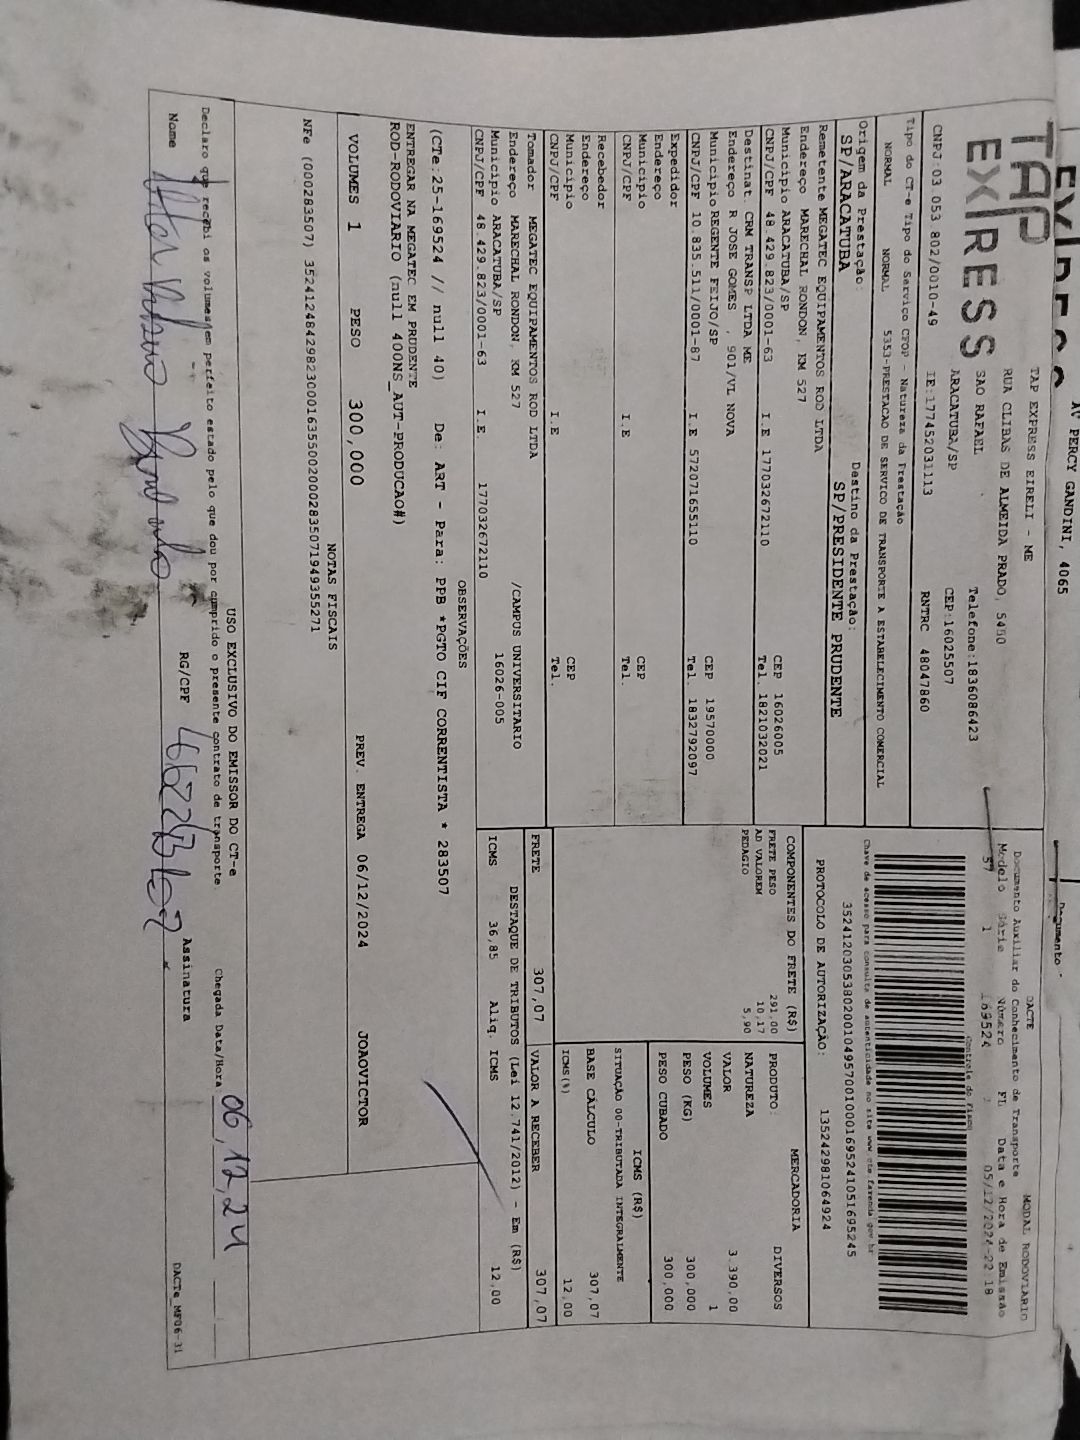 AV PERCY GANDINI, 4065
TAP
EXPRESS
TAP EXPRESS EIRELI - ME
RUA CLIBAS DE ALMEIDA PRADO, 5450
SAO RAFAEL
Telefone:1836086423
ARACATUBA/SP
CEP:16025507
CNPJ:03 053 802/0010-49
IE:177452031113
RNTRC 48047860
DACTE
MODAL RODOVIARIO
Documento Auxiliar do Conhecimento de Transporte
Modelo Série Número FL Data e Hora de Emissão
57 1 169524 05/12/2024-22:18
Controle do Fisco
Chave de acesso para consulta de autenticidade no site www.cte.fazenda.gov.br
35241203053802001049570010001695241051695245
PROTOCOLO DE AUTORIZAÇÃO: 135242981064924
Tipo do CT-e Tipo do Servico CFOP - Natureza da Prestação
NORMAL NORMAL 5353-PRESTACAO DE SERVICO DE TRANSPORTE A ESTABELECIMENTO COMERCIAL
Origem da Prestação: Destino da Prestação:
SP/ARACATUBA SP/PRESIDENTE PRUDENTE
Remetente MEGATEC EQUIPAMENTOS ROD LTDA
Endereço MARECHAL RONDON, KM 527
Municipio ARACATUBA/SP CEP 16026005
CNPJ/CPF 48.429.823/0001-63 I.E 177032672110 Tel. 1821032021
Destinat. CRM TRANSP LTDA ME
Endereço R JOSE GOMES , 901/VL NOVA
Municipio REGENTE FEIJO/SP CEP 19570000
CNPJ/CPF 10.835.511/0001-87 I.E 572071655110 Tel. 1832792097
Expedidor
Endereço
Municipio CEP
CNPJ/CPF I.E Tel.
Recebedor
Endereço
Municipio CEP
CNPJ/CPF I.E Tel.
Tomador MEGATEC EQUIPAMENTOS ROD LTDA
Endereço MARECHAL RONDON, KM 527 /CAMPUS UNIVERSITARIO
Municipio ARACATUBA/SP 16026-005
CNPJ/CPF 48.429.823/0001-63 I.E. 177032672110
COMPONENTES DO FRETE (R$)
FRETE PESO 291,00
AD VALOREM 10,17
PEDAGIO 5,90
MERCADORIA
PRODUTO: DIVERSOS
NATUREZA
VALOR 3.390,00
VOLUMES 1
PESO (KG) 300,000
PESO CUBADO 300,000
ICMS (R$)
SITUAÇÃO 00-TRIBUTADA INTEGRALMENTE
BASE CÁLCULO 307,07
ICMS(%) 12,00
FRETE 307,07 VALOR A RECEBER 307,07
DESTAQUE DE TRIBUTOS (Lei 12.741/2012) - Em (R$)
ICMS 36,85 Aliq. ICMS 12,00
OBSERVAÇÕES
(CTe:25-169524 // null 40) De: ART - Para: PPB *PGTO CIF CORRENTISTA * 283507
ENTREGAR NA MEGATEC EM PRUDENTE
ROD-RODOVIARIO (null 400NS_AUT-PRODUCAO#)
VOLUMES 1 PESO 300,000 PREV. ENTREGA 06/12/2024 JOAOVICTOR
NOTAS FISCAIS
NFe (000283507) 35241248429823000163550020002835071949355271
USO EXCLUSIVO DO EMISSOR DO CT-e
Declaro que recebi os volumes em perfeito estado pelo que dou por cumprido o presente contrato de transporte. Chegada Data/Hora 06,12,24
Nome RG/CPF Assinatura
DACTe_MF06-31